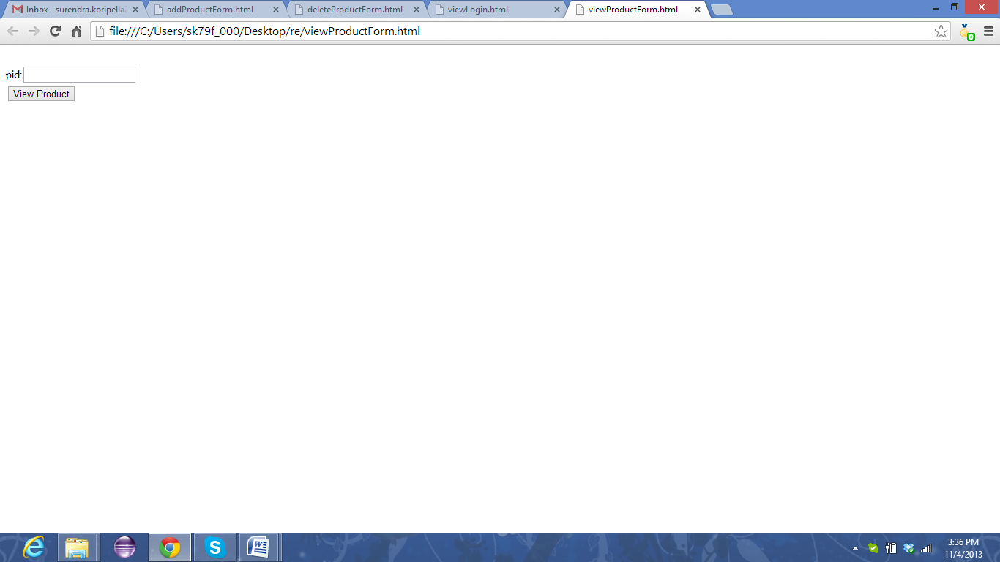 Inbox - surendra.koripella
addProductForm.html
deleteProductForm.html
viewLogin.html
viewProductForm.html
file:///C:/Users/sk79f_000/Desktop/re/viewProductForm.html
0
pid:
View Product
3:36 PM
11/4/2013